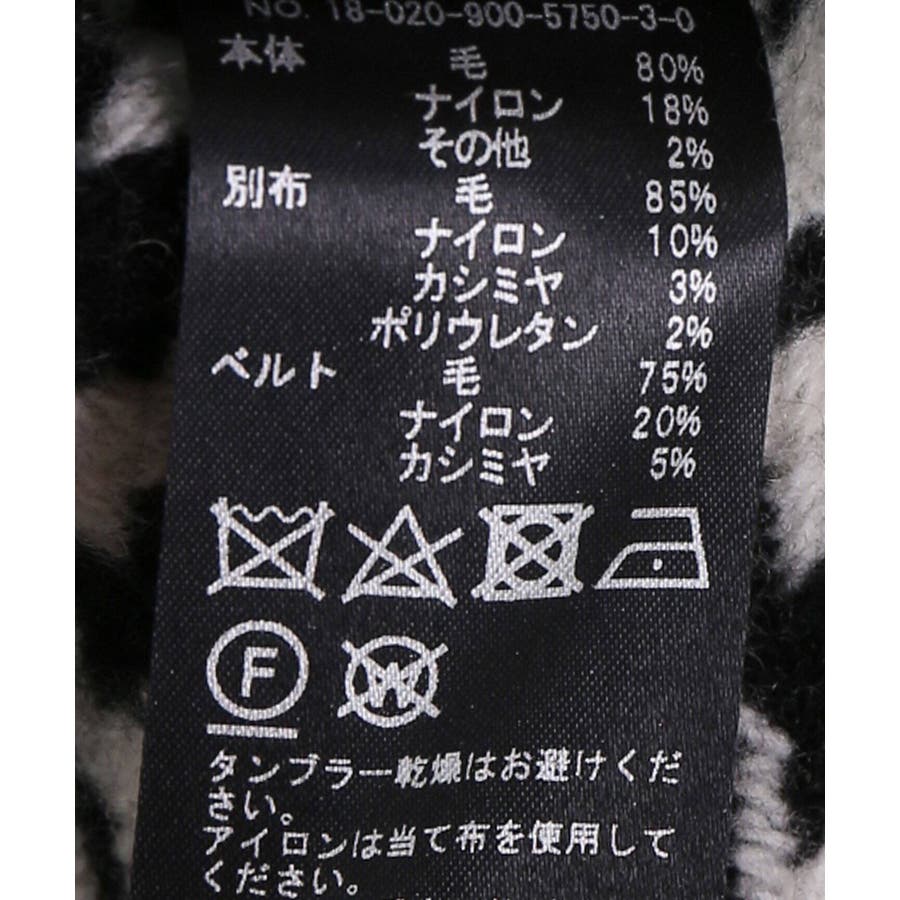 NO. 18-020-900-5750-3-0
本体 毛 80%
ナイロン 18%
その他 2%
別布 毛 85%
ナイロン 10%
カシミヤ 3%
ポリウレタン 2%
ベルト 毛 75%
ナイロン 20%
カシミヤ 5%
F W
タンブラー乾燥はお避けくだ
さい。
アイロンは当て布を使用して
ください。